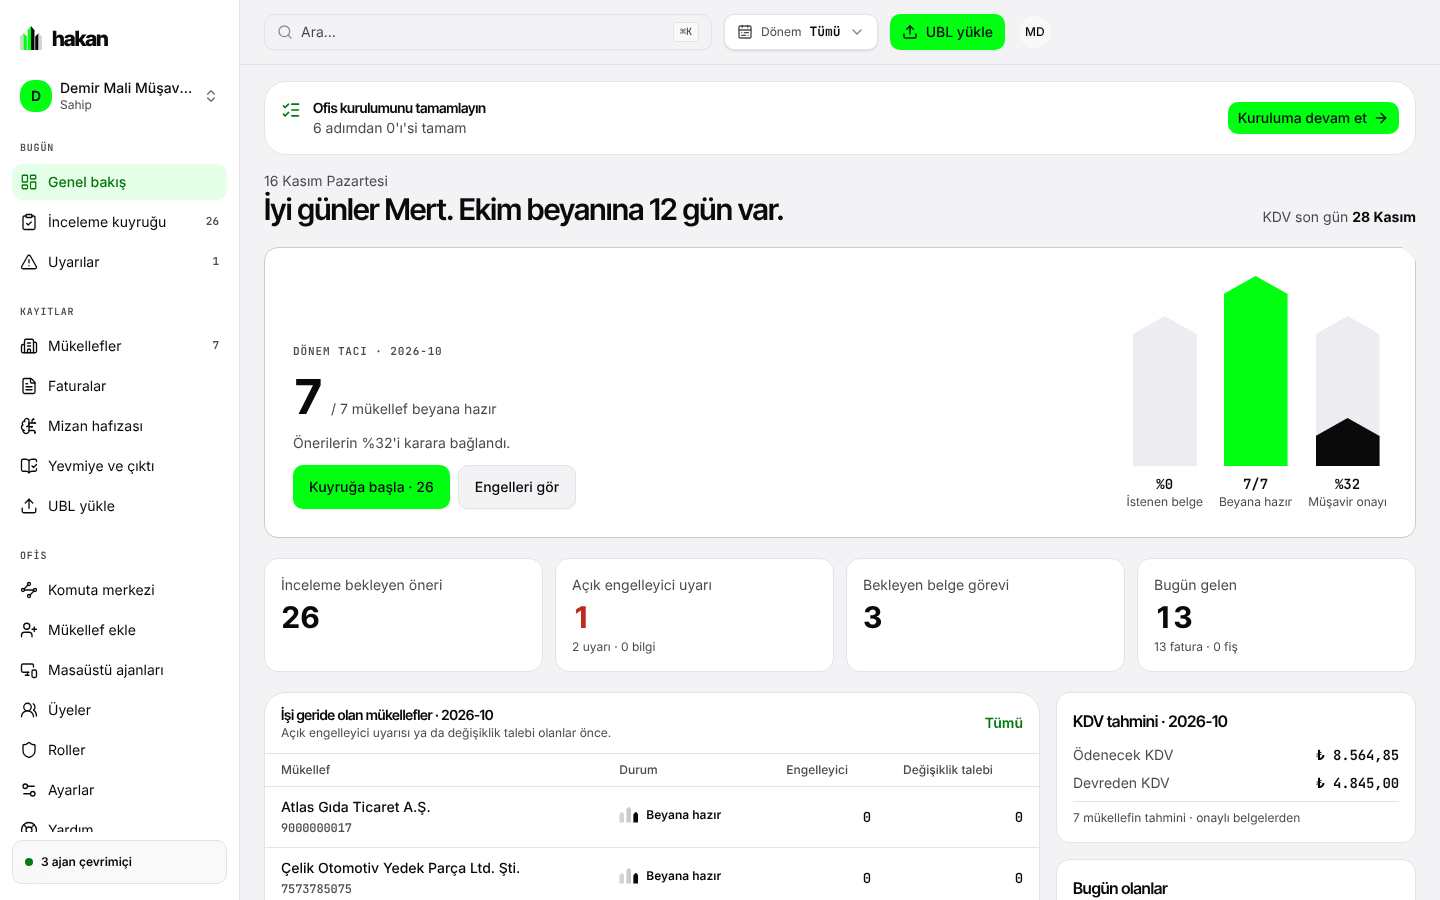 hakan
Demir Mali Müşav...
Sahip
BUGÜN
Genel bakış
İnceleme kuyruğu 26
Uyarılar 1
KAYITLAR
Mükellefler 7
Faturalar
Mizan hafızası
Yevmiye ve çıktı
UBL yükle
OFİS
Komuta merkezi
Mükellef ekle
Masaüstü ajanları
Üyeler
Roller
Ayarlar
Yardım
3 ajan çevrimiçi
Ara... ⌘K
Dönem Tümü
UBL yükle
MD
Ofis kurulumunu tamamlayın
6 adımdan 0'ı'si tamam
Kuruluma devam et
16 Kasım Pazartesi
İyi günler Mert. Ekim beyanına 12 gün var.
KDV son gün 28 Kasım
DÖNEM TACI · 2026-10
7 / 7 mükellef beyana hazır
Önerilerin %32'i karara bağlandı.
Kuyruğa başla · 26
Engelleri gör
%0
İstenen belge
7/7
Beyana hazır
%32
Müşavir onayı
İnceleme bekleyen öneri
26
Açık engelleyici uyarı
1
2 uyarı · 0 bilgi
Bekleyen belge görevi
3
Bugün gelen
13
13 fatura · 0 fiş
İşi geride olan mükellefler · 2026-10
Açık engelleyici uyarısı ya da değişiklik talebi olanlar önce.
Tümü
Mükellef Durum Engelleyici Değişiklik talebi
Atlas Gıda Ticaret A.Ş.
9000000017
Beyana hazır 0 0
Çelik Otomotiv Yedek Parça Ltd. Şti.
7573785075
Beyana hazır 0 0
KDV tahmini · 2026-10
Ödenecek KDV ₺ 8.564,85
Devreden KDV ₺ 4.845,00
7 mükellefin tahmini · onaylı belgelerden
Bugün olanlar